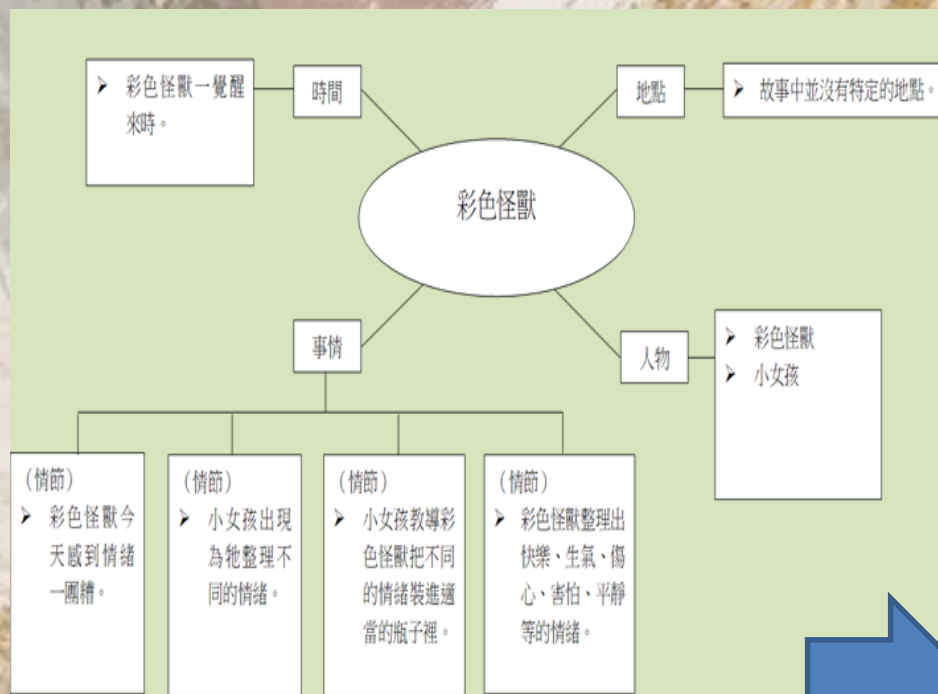 ➢ 彩色怪獸一覺醒
來時。
時間
地點
➢ 故事中並沒有特定的地點。
彩色怪獸
事情
人物
➢ 彩色怪獸
➢ 小女孩
(情節)
➢ 彩色怪獸今
天感到情緒
一團糟。
(情節)
➢ 小女孩出現
為牠整理不
同的情緒。
(情節)
➢ 小女孩教導彩
色怪獸把不同
的情緒裝進適
當的瓶子裡。
(情節)
➢ 彩色怪獸整理出
快樂、生氣、傷
心、害怕、平靜
等的情緒。